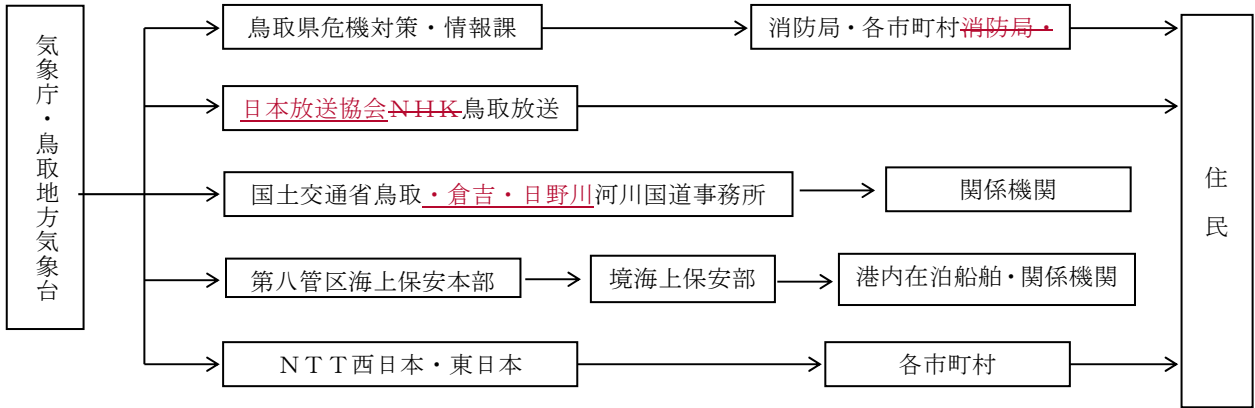 気象庁・鳥取地方気象台
鳥取県危機対策・情報課
消防局・各市町村消防局・
日本放送協会NHK鳥取放送
国土交通省鳥取・倉吉・日野川河川国道事務所
関係機関
第八管区海上保安本部
境海上保安部
港内在泊船舶・関係機関
NTT西日本・東日本
各市町村
住民